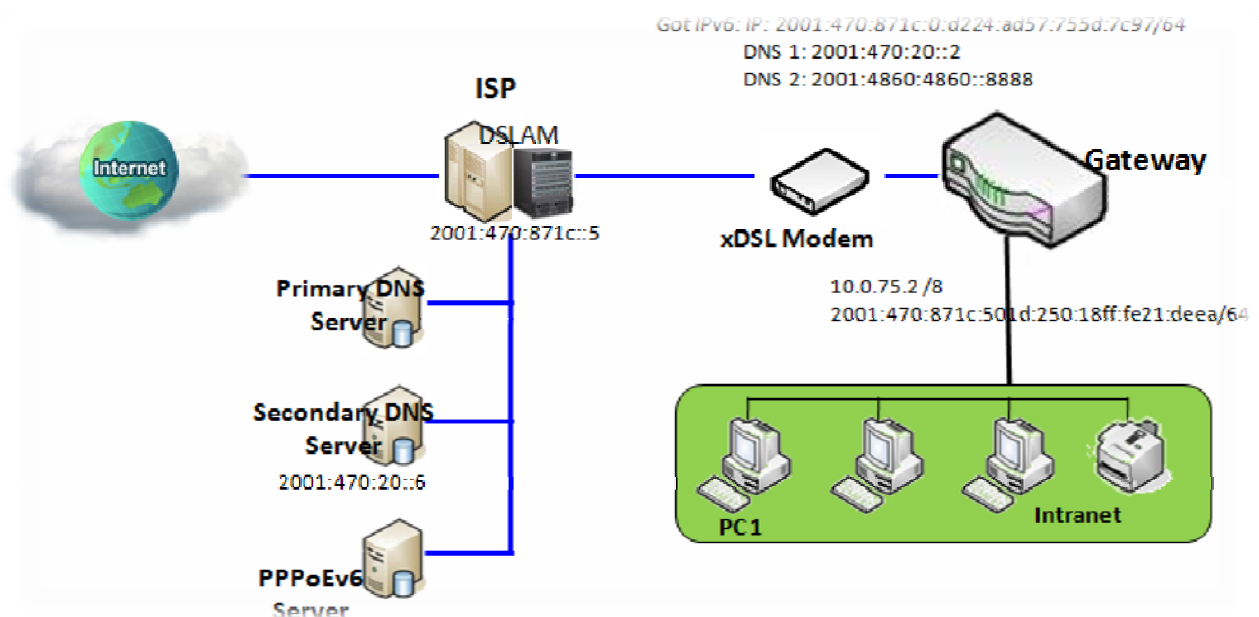 Got IPv6: IP: 2001:470:871c:0:d224:ad57:755d:7c97/64
DNS 1: 2001:470:20::2
DNS 2: 2001:4860:4860::8888
ISP
DSLAM
Internet
Gateway
2001:470:871c::5
xDSL Modem
Primary DNS
Server
10.0.75.2 /8
2001:470:871c:501d:250:18ff:fe21:deea/64
Secondary DNS
Server
2001:470:20::6
PC1
Intranet
PPPoEv6
Server